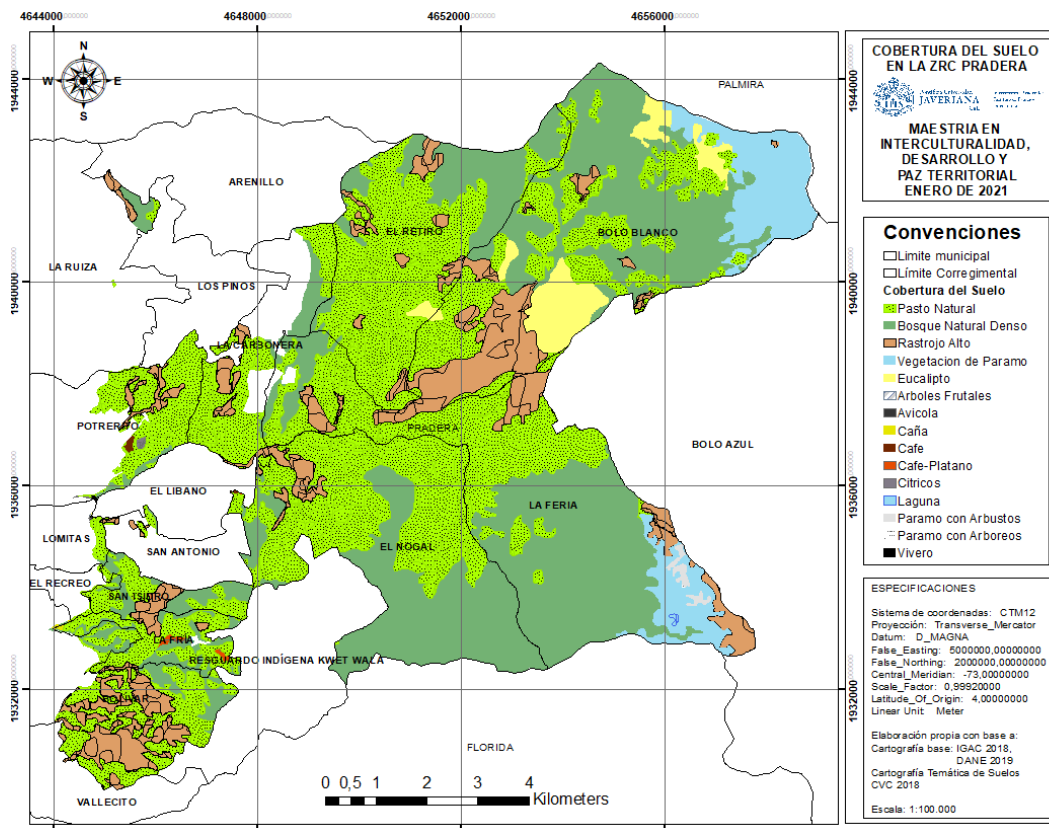 4644000 4648000 4652000 4656000
1944000 1944000
1940000 1940000
1936000 1936000
1932000 1932000
N
W E
S
PALMIRA
ARENILLO
EL RETIRO
BOLO BLANCO
LA RUIZA
LOS PINOS
LA CARBONERA
POTRERITO
PRADERA
BOLO AZUL
EL LIBANO
LA FERIA
LOMITAS
SAN ANTONIO
EL NOGAL
EL RECREO
SAN ISIDRO
LA FRIA
RESGUARDO INDÍGENA KWET WALA
BOLIVAR
FLORIDA
VALLECITO
0 0,5 1 2 3 4
Kilometers
COBERTURA DEL SUELO
EN LA ZRC PRADERA
JAVERIANA
MAESTRIA EN
INTERCULTURALIDAD,
DESARROLLO Y
PAZ TERRITORIAL
ENERO DE 2021
Convenciones
Limite municipal
Límite Corregimental
Cobertura del Suelo
Pasto Natural
Bosque Natural Denso
Rastrojo Alto
Vegetacion de Paramo
Eucalipto
Arboles Frutales
Avicola
Caña
Cafe
Cafe-Platano
Citricos
Laguna
Paramo con Arbustos
Paramo con Arboreos
Vivero
ESPECIFICACIONES
Sistema de coordenadas: CTM12
Proyección: Transverse_Mercator
Datum: D_MAGNA
False_Easting: 5000000,00000000
False_Northing: 2000000,00000000
Central_Meridian: -73,00000000
Scale_Factor: 0,99920000
Latitude_Of_Origin: 4,00000000
Linear Unit: Meter
Elaboración propia con base a:
Cartografía base: IGAC 2018,
DANE 2019
Cartografía Temática de Suelos
CVC 2018
Escala: 1:100.000